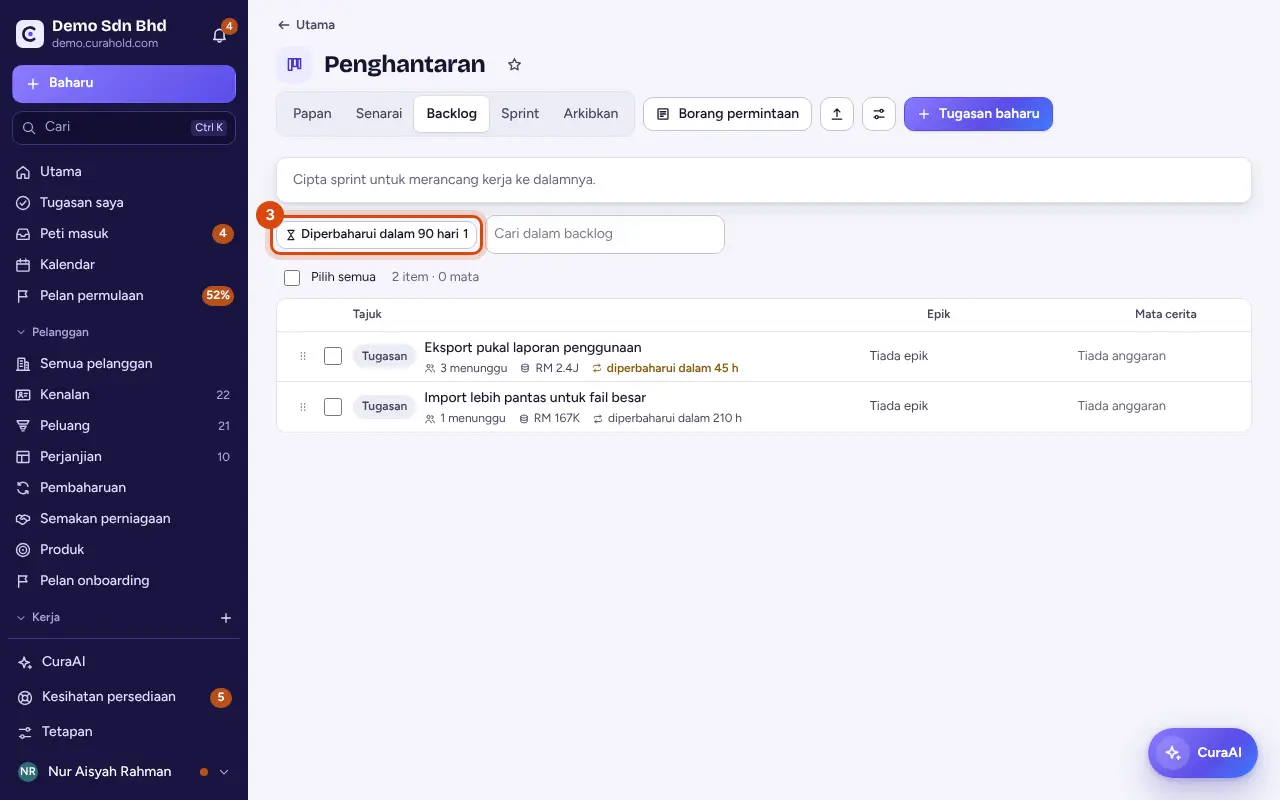 Demo Sdn Bhd
demo.curahold.com
4
Baharu
Cari
Ctrl K
Utama
Tugasan saya
Peti masuk
4
Kalendar
Pelan permulaan
52%
Pelanggan
Semua pelanggan
Kenalan
22
Peluang
21
Perjanjian
10
Pembaharuan
Semakan perniagaan
Produk
Pelan onboarding
Kerja
CuraAI
Kesihatan persediaan
5
Tetapan
NR
Nur Aisyah Rahman
Utama
Penghantaran
Papan
Senarai
Backlog
Sprint
Arkibkan
Borang permintaan
Tugasan baharu
Cipta sprint untuk merancang kerja ke dalamnya.
3
Diperbaharui dalam 90 hari 1
Cari dalam backlog
Pilih semua
2 item · 0 mata
Tajuk
Epik
Mata cerita
Tugasan
Eksport pukal laporan penggunaan
3 menunggu
RM 2.4J
diperbaharui dalam 45 h
Tiada epik
Tiada anggaran
Tugasan
Import lebih pantas untuk fail besar
1 menunggu
RM 167K
diperbaharui dalam 210 h
Tiada epik
Tiada anggaran
CuraAI